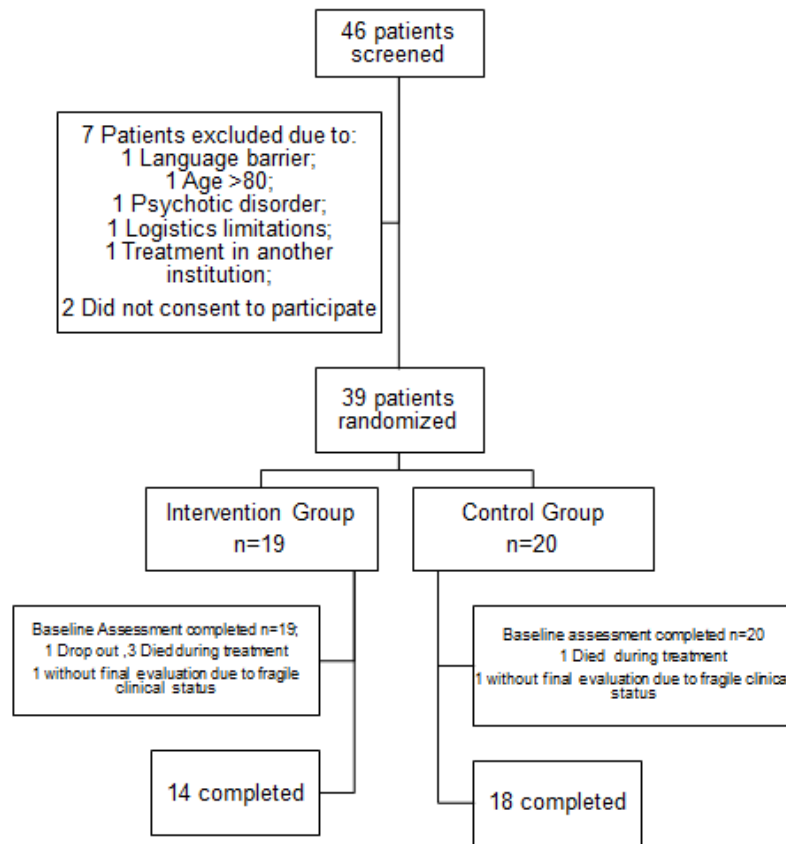 46 patients
screened
7 Patients excluded due to:
1 Language barrier;
1 Age >80;
1 Psychotic disorder;
1 Logistics limitations;
1 Treatment in another
institution;
2 Did not consent to participate
39 patients
randomized
Intervention Group
n=19
Control Group
n=20
Baseline Assessment completed n=19;
1 Drop out ,3 Died during treatment
1 without final evaluation due to fragile
clinical status
Baseline assessment completed n=20
1 Died during treatment
1 without final evaluation due to fragile clinical
status
14 completed
18 completed